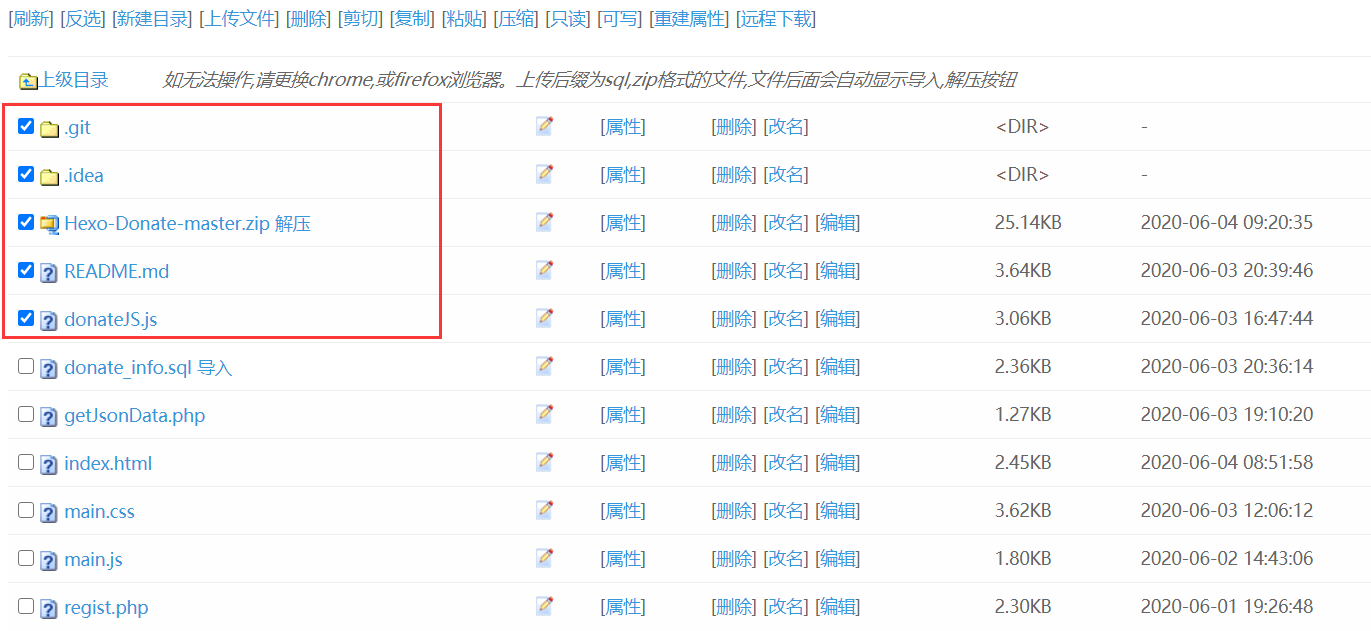 [刷新] [反选] [新建目录] [上传文件] [删除] [剪切] [复制] [粘贴] [压缩] [只读] [可写] [重建属性] [远程下载]
上级目录 如无法操作,请更换chrome,或firefox浏览器。上传后缀为sql,zip格式的文件,文件后面会自动显示导入,解压按钮
.git [属性] [删除] [改名] <DIR> -
.idea [属性] [删除] [改名] <DIR> -
Hexo-Donate-master.zip 解压 [属性] [删除] [改名] [编辑] 25.14KB 2020-06-04 09:20:35
README.md [属性] [删除] [改名] [编辑] 3.64KB 2020-06-03 20:39:46
donateJS.js [属性] [删除] [改名] [编辑] 3.06KB 2020-06-03 16:47:44
donate_info.sql 导入 [属性] [删除] [改名] [编辑] 2.36KB 2020-06-03 20:36:14
getJsonData.php [属性] [删除] [改名] [编辑] 1.27KB 2020-06-03 19:10:20
index.html [属性] [删除] [改名] [编辑] 2.45KB 2020-06-04 08:51:58
main.css [属性] [删除] [改名] [编辑] 3.62KB 2020-06-03 12:06:12
main.js [属性] [删除] [改名] [编辑] 1.80KB 2020-06-02 14:43:06
regist.php [属性] [删除] [改名] [编辑] 2.30KB 2020-06-01 19:26:48